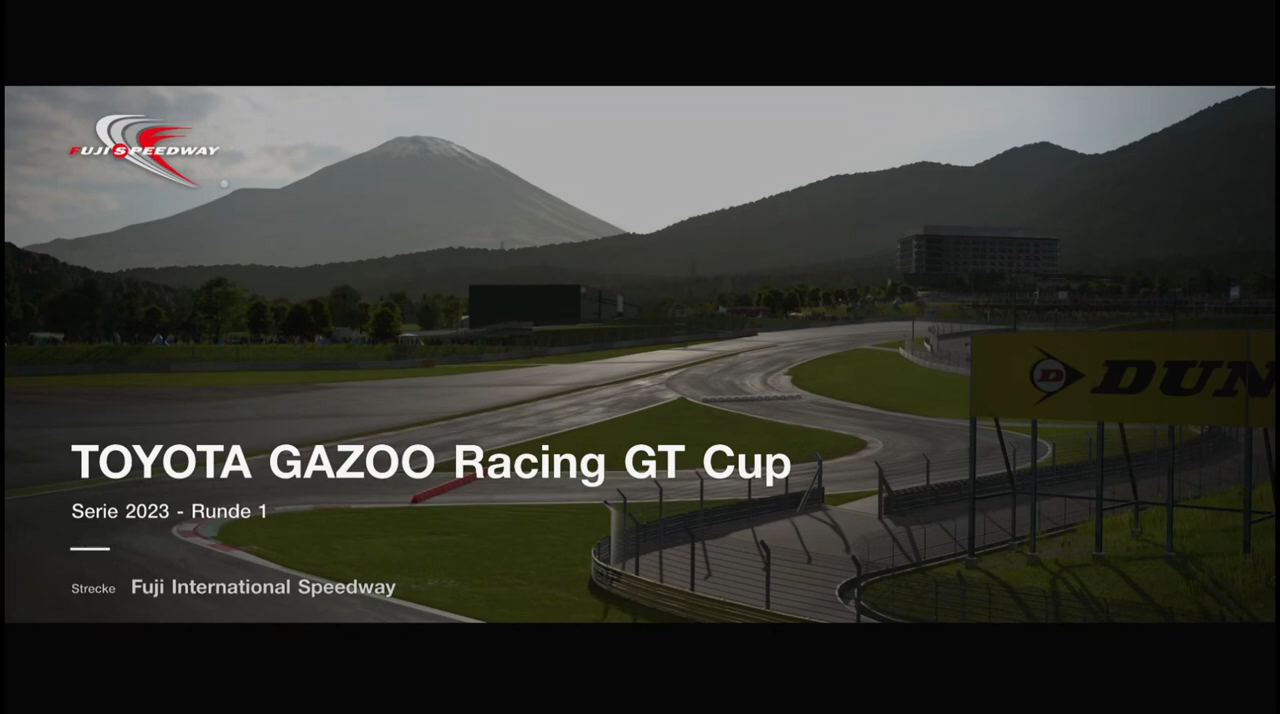 FUJI SPEEDWAY
DUN
TOYOTA GAZOO Racing GT Cup
Serie 2023 - Runde 1
Strecke Fuji International Speedway